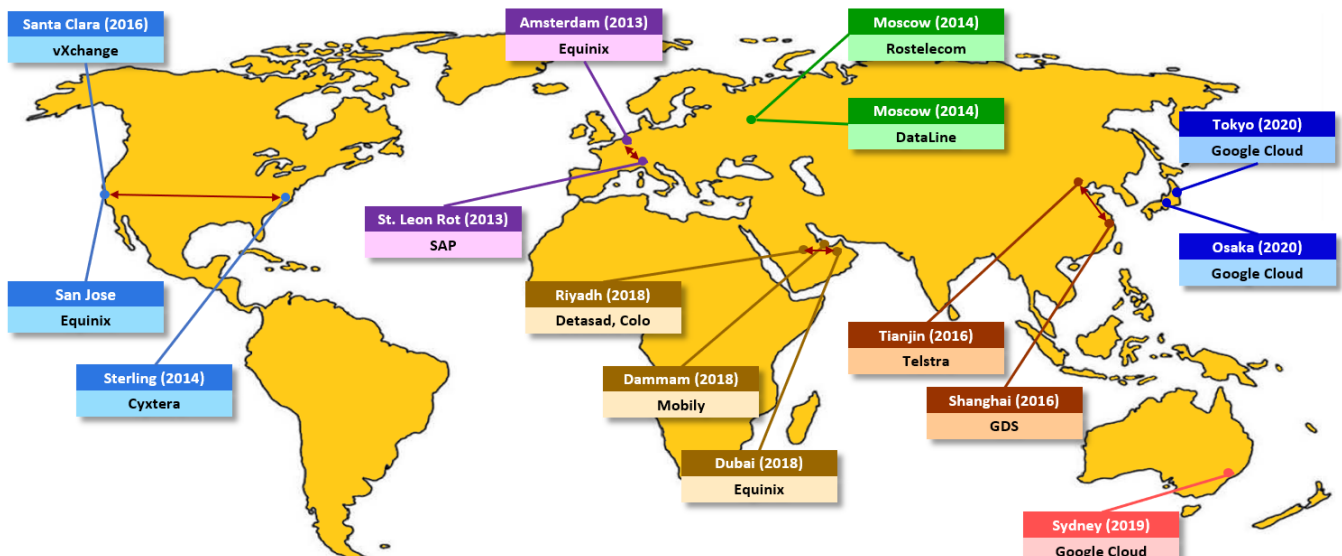 Santa Clara (2016)
vXchange
Amsterdam (2013)
Equinix
Moscow (2014)
Rostelecom
Moscow (2014)
DataLine
Tokyo (2020)
Google Cloud
St. Leon Rot (2013)
SAP
Osaka (2020)
Google Cloud
San Jose
Equinix
Riyadh (2018)
Detasad, Colo
Tianjin (2016)
Telstra
Sterling (2014)
Cyxtera
Dammam (2018)
Mobily
Shanghai (2016)
GDS
Dubai (2018)
Equinix
Sydney (2019)
Google Cloud